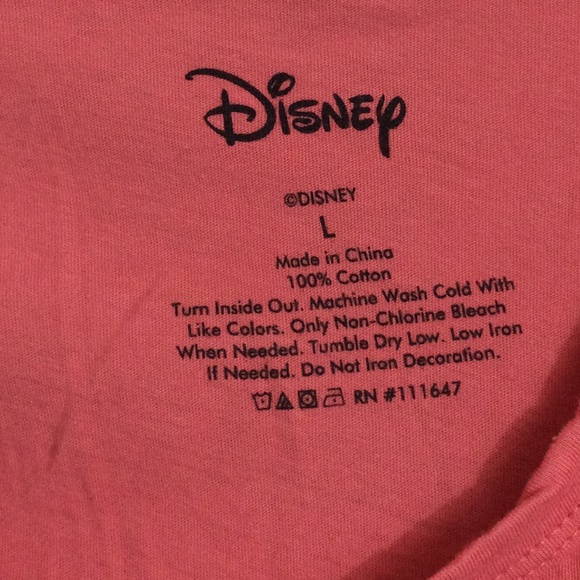 Disney
©DISNEY
L
Made in China
100% Cotton
Turn Inside Out. Machine Wash Cold With
Like Colors. Only Non-Chlorine Bleach
When Needed. Tumble Dry Low. Low Iron
If Needed. Do Not Iron Decoration.
RN #111647